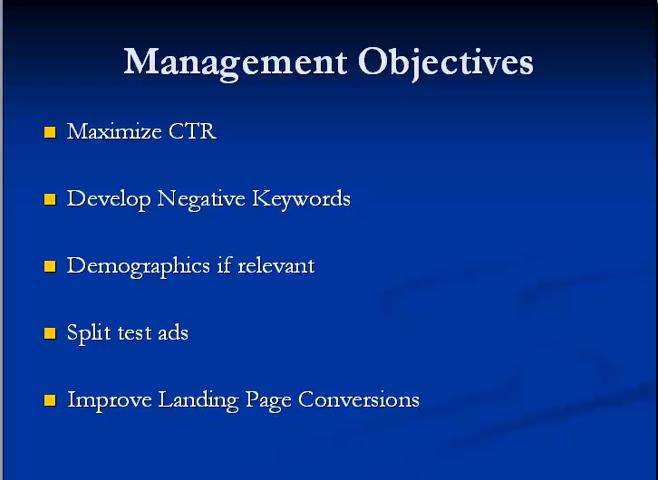 Management Objectives
Maximize CTR
Develop Negative Keywords
Demographics if relevant
Split test ads
Improve Landing Page Conversions